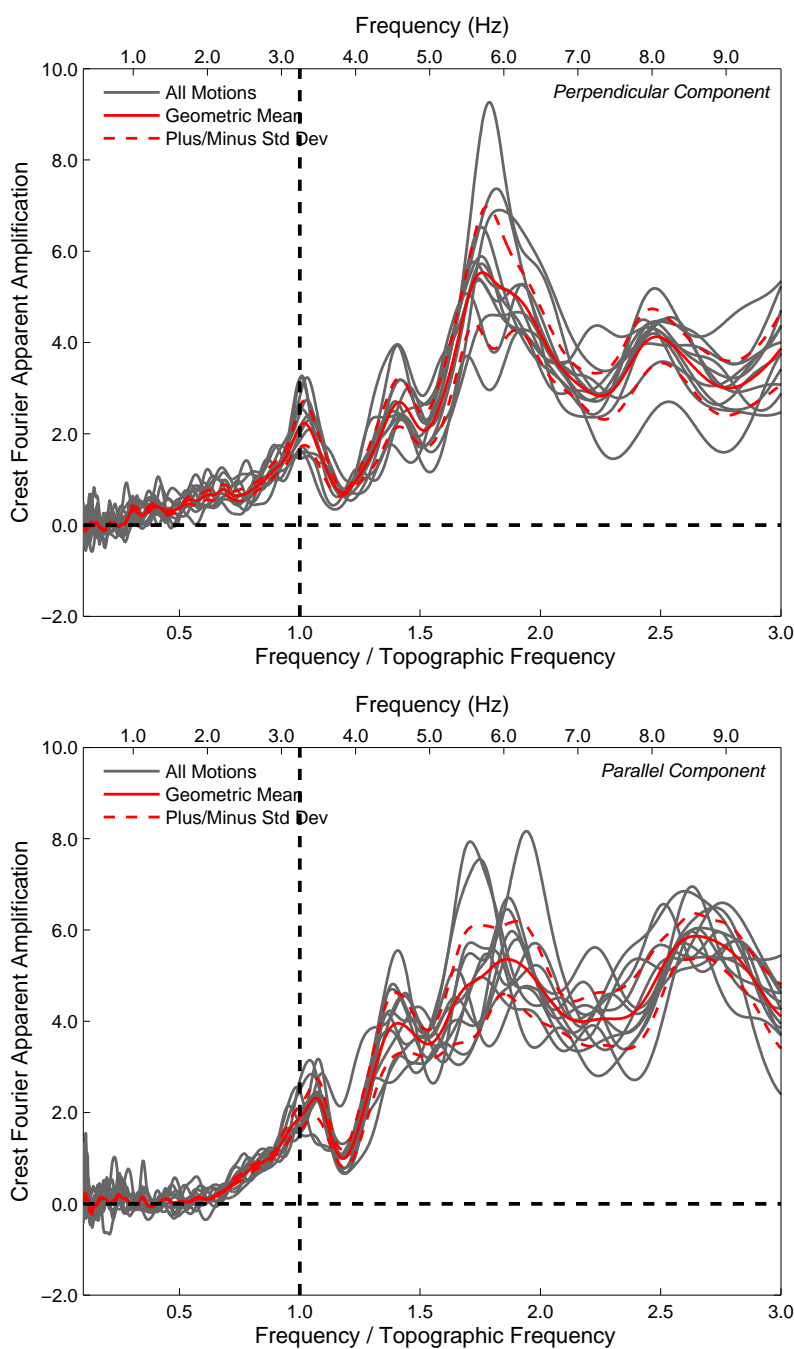 Frequency (Hz)
1.0 2.0 3.0 4.0 5.0 6.0 7.0 8.0 9.0
10.0
All Motions
Perpendicular Component
Geometric Mean
Plus/Minus Std Dev
8.0
6.0
4.0
2.0
0.0
−2.0
Crest Fourier Apparent Amplification
0.5 1.0 1.5 2.0 2.5 3.0
Frequency / Topographic Frequency
Frequency (Hz)
1.0 2.0 3.0 4.0 5.0 6.0 7.0 8.0 9.0
10.0
All Motions
Parallel Component
Geometric Mean
Plus/Minus Std Dev
8.0
6.0
4.0
2.0
0.0
−2.0
Crest Fourier Apparent Amplification
0.5 1.0 1.5 2.0 2.5 3.0
Frequency / Topographic Frequency